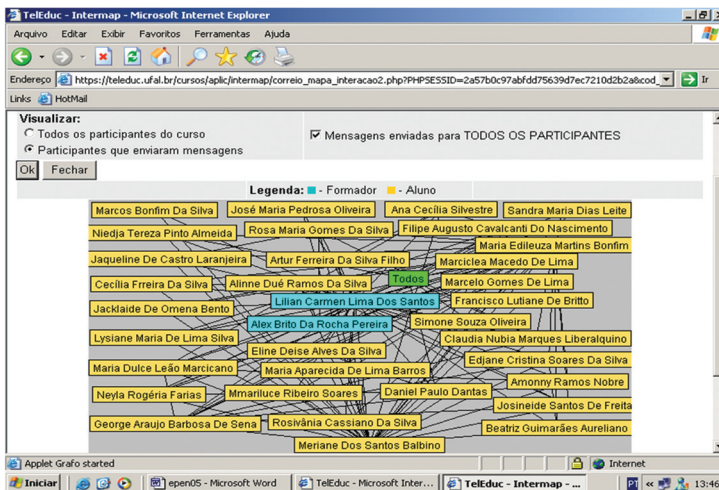 TelEduc - Intermap - Microsoft Internet Explorer
Arquivo Editar Exibir Favoritos Ferramentas Ajuda
Endereço https://teleduc.ufal.br/cursos/aplic/intermap/correio_mapa_interacao2.php?PHPSESSID=2a57b0c97abfdd75639d7ec7210d2b2a&cod_ Ir
Links HotMail
Visualizar:
Todos os participantes do curso
Mensagens enviadas para TODOS OS PARTICIPANTES
Participantes que enviaram mensagens
Ok Fechar
Legenda: - Formador - Aluno
Marcos Bonfim Da Silva José Maria Pedrosa Oliveira Ana Cecília Silvestre Sandra Maria Dias Leite
Niedja Tereza Pinto Almeida Rosa Maria Gomes Da Silva Filipe Augusto Cavalcanti Do Nascimento
Maria Edileuza Martins Bonfim
Jaqueline De Castro Laranjeira Artur Ferreira Da Silva Filho Marciclea Macedo De Lima
Todos
Cecília Frreira Da Silva Alinne Dué Ramos Da Silva Marcelo Gomes De Lima
Lilian Carmen Lima Dos Santos Francisco Lutiane De Britto
Jacklaide De Omena Bento
Alex Brito Da Rocha Pereira Simone Souza Oliveira
Lysiane Maria De Lima Silva Claudia Nubia Marques Liberalquino
Eline Deise Alves Da Silva
Edjane Cristina Soares Da Silva
Maria Dulce Leão Marcicano Maria Aparecida De Lima Barros
Amonny Ramos Nobre
Neyla Rogéria Farias Mmariluce Ribeiro Soares Daniel Paulo Dantas
Josineide Santos De Freita
George Araujo Barbosa De Sena Rosivânia Cassiano Da Silva
Beatriz Guimarães Aureliano
Meriane Dos Santos Balbino
Applet Grafo started Internet
Iniciar epen05 - Microsoft Word TelEduc - Microsoft Inter... TelEduc - Intermap - ... PT 13:46